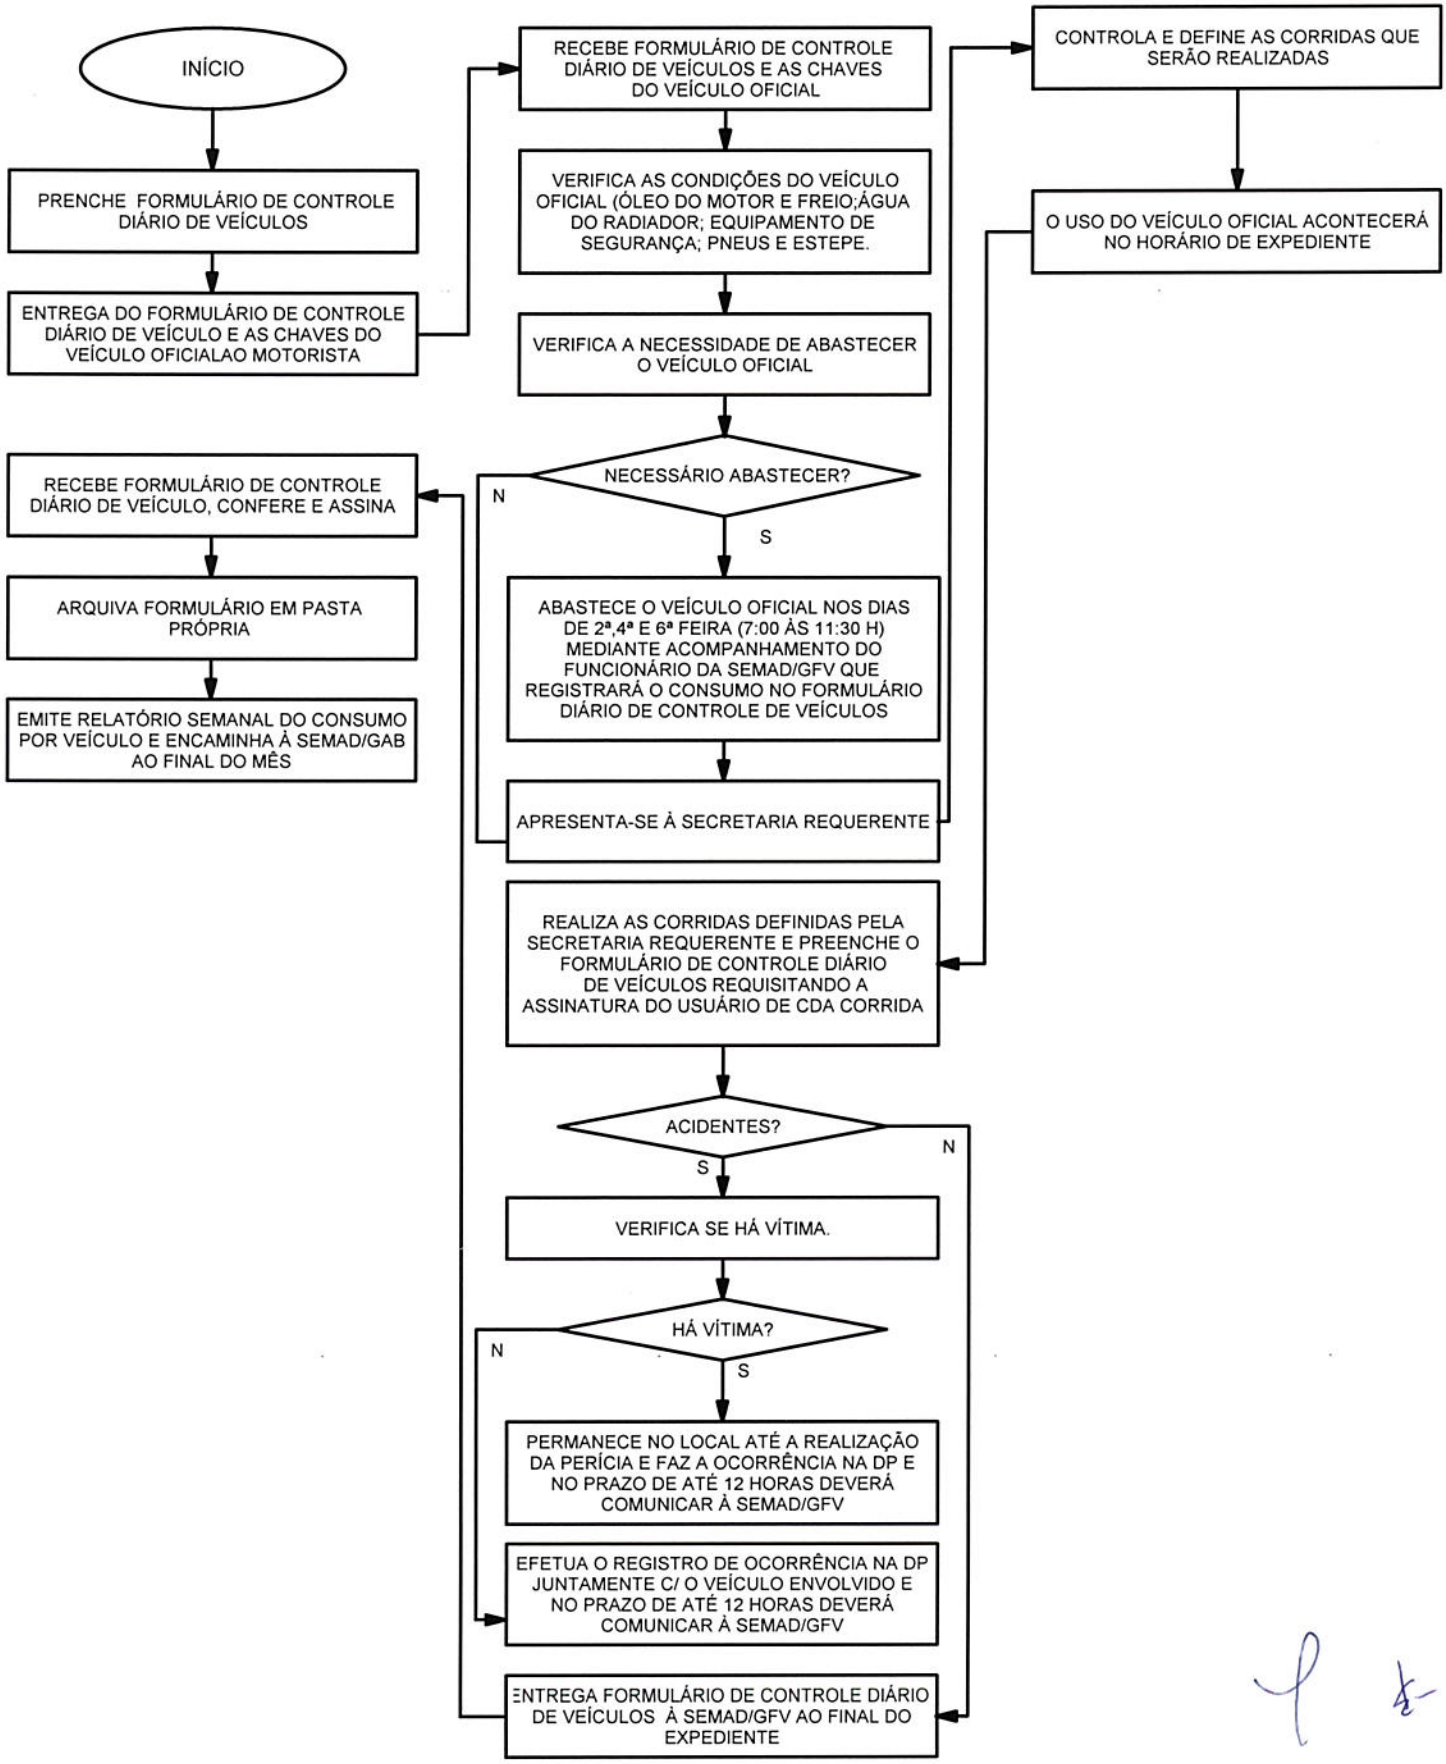 INÍCIO
PRENCHE FORMULÁRIO DE CONTROLE
DIÁRIO DE VEÍCULOS
ENTREGA DO FORMULÁRIO DE CONTROLE
DIÁRIO DE VEÍCULO E AS CHAVES DO
VEÍCULO OFICIALAO MOTORISTA
RECEBE FORMULÁRIO DE CONTROLE
DIÁRIO DE VEÍCULO, CONFERE E ASSINA
ARQUIVA FORMULÁRIO EM PASTA
PRÓPRIA
EMITE RELATÓRIO SEMANAL DO CONSUMO
POR VEÍCULO E ENCAMINHA À SEMAD/GAB
AO FINAL DO MÊS
RECEBE FORMULÁRIO DE CONTROLE
DIÁRIO DE VEÍCULOS E AS CHAVES
DO VEÍCULO OFICIAL
VERIFICA AS CONDIÇÕES DO VEÍCULO
OFICIAL (ÓLEO DO MOTOR E FREIO;ÁGUA
DO RADIADOR; EQUIPAMENTO DE
SEGURANÇA; PNEUS E ESTEPE.
VERIFICA A NECESSIDADE DE ABASTECER
O VEÍCULO OFICIAL
NECESSÁRIO ABASTECER?
N
S
ABASTECE O VEÍCULO OFICIAL NOS DIAS
DE 2ª,4ª E 6ª FEIRA (7:00 ÀS 11:30 H)
MEDIANTE ACOMPANHAMENTO DO
FUNCIONÁRIO DA SEMAD/GFV QUE
REGISTRARÁ O CONSUMO NO FORMULÁRIO
DIÁRIO DE CONTROLE DE VEÍCULOS
APRESENTA-SE À SECRETARIA REQUERENTE
REALIZA AS CORRIDAS DEFINIDAS PELA
SECRETARIA REQUERENTE E PREENCHE O
FORMULÁRIO DE CONTROLE DIÁRIO
DE VEÍCULOS REQUISITANDO A
ASSINATURA DO USUÁRIO DE CDA CORRIDA
ACIDENTES?
N
S
VERIFICA SE HÁ VÍTIMA.
HÁ VÍTIMA?
N
S
PERMANECE NO LOCAL ATÉ A REALIZAÇÃO
DA PERÍCIA E FAZ A OCORRÊNCIA NA DP E
NO PRAZO DE ATÉ 12 HORAS DEVERÁ
COMUNICAR À SEMAD/GFV
EFETUA O REGISTRO DE OCORRÊNCIA NA DP
JUNTAMENTE C/ O VEÍCULO ENVOLVIDO E
NO PRAZO DE ATÉ 12 HORAS DEVERÁ
COMUNICAR À SEMAD/GFV
ENTREGA FORMULÁRIO DE CONTROLE DIÁRIO
DE VEÍCULOS À SEMAD/GFV AO FINAL DO
EXPEDIENTE
CONTROLA E DEFINE AS CORRIDAS QUE
SERÃO REALIZADAS
O USO DO VEÍCULO OFICIAL ACONTECERÁ
NO HORÁRIO DE EXPEDIENTE